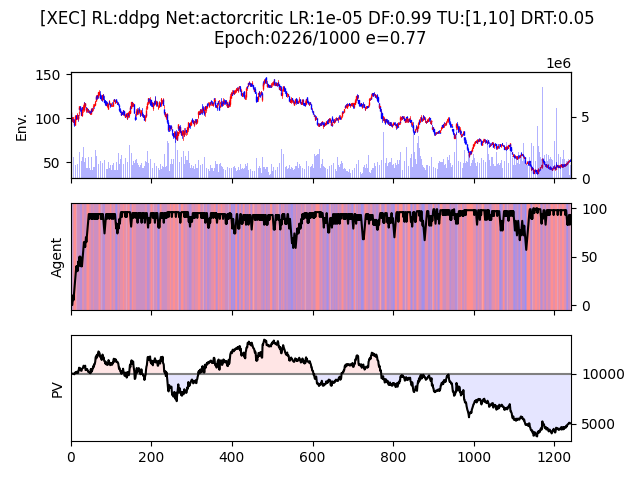 [XEC] RL:ddpg Net:actorcritic LR:1e-05 DF:0.99 TU:[1,10] DRT:0.05
Epoch:0226/1000 e=0.77
1e6
150
100
50
Env.
5
0
Agent
100
50
0
PV
10000
5000
0
200
400
600
800
1000
1200